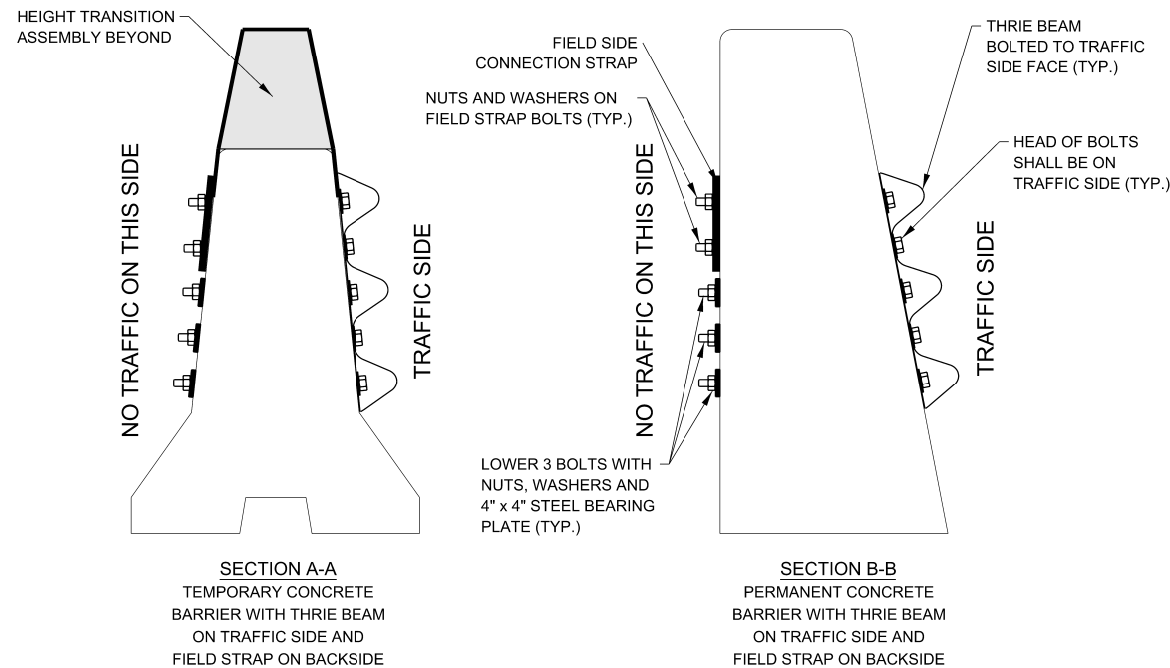 HEIGHT TRANSITION
ASSEMBLY BEYOND
NO TRAFFIC ON THIS SIDE
TRAFFIC SIDE
FIELD SIDE
CONNECTION STRAP
NUTS AND WASHERS ON
FIELD STRAP BOLTS (TYP.)
NO TRAFFIC ON THIS SIDE
THRIE BEAM
BOLTED TO TRAFFIC
SIDE FACE (TYP.)
HEAD OF BOLTS
SHALL BE ON
TRAFFIC SIDE (TYP.)
TRAFFIC SIDE
LOWER 3 BOLTS WITH
NUTS, WASHERS AND
4" x 4" STEEL BEARING
PLATE (TYP.)
SECTION A-A
TEMPORARY CONCRETE
BARRIER WITH THRIE BEAM
ON TRAFFIC SIDE AND
FIELD STRAP ON BACKSIDE
SECTION B-B
PERMANENT CONCRETE
BARRIER WITH THRIE BEAM
ON TRAFFIC SIDE AND
FIELD STRAP ON BACKSIDE